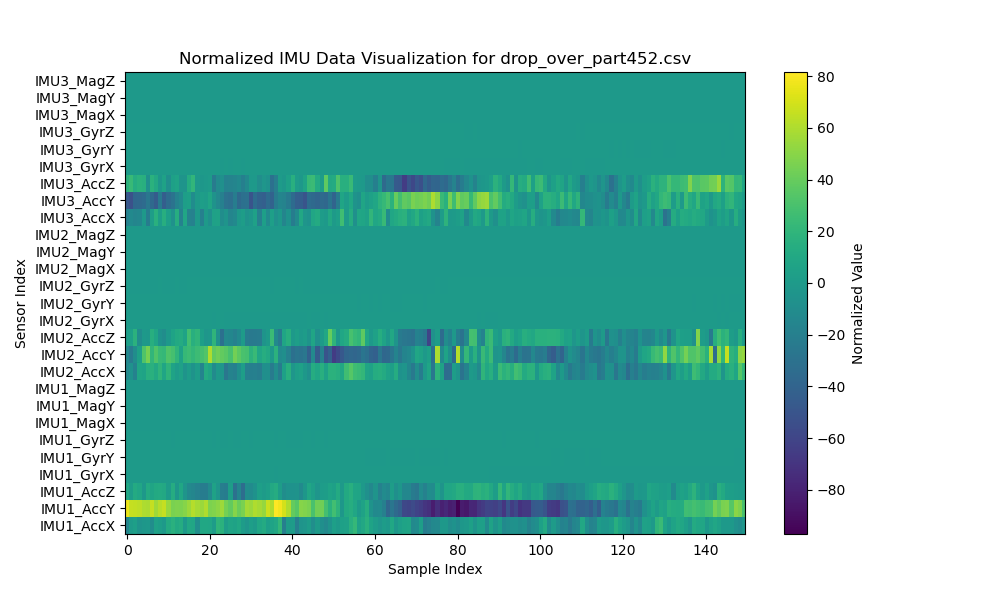 Normalized IMU Data Visualization for drop_over_part452.csv
IMU3_MagZ
IMU3_MagY
IMU3_MagX
IMU3_GyrZ
IMU3_GyrY
IMU3_GyrX
IMU3_AccZ
IMU3_AccY
IMU3_AccX
IMU2_MagZ
IMU2_MagY
IMU2_MagX
IMU2_GyrZ
IMU2_GyrY
IMU2_GyrX
IMU2_AccZ
IMU2_AccY
IMU2_AccX
IMU1_MagZ
IMU1_MagY
IMU1_MagX
IMU1_GyrZ
IMU1_GyrY
IMU1_GyrX
IMU1_AccZ
IMU1_AccY
IMU1_AccX
Sensor Index
0 20 40 60 80 100 120 140
Sample Index
80
60
40
20
0
−20
−40
−60
−80
Normalized Value